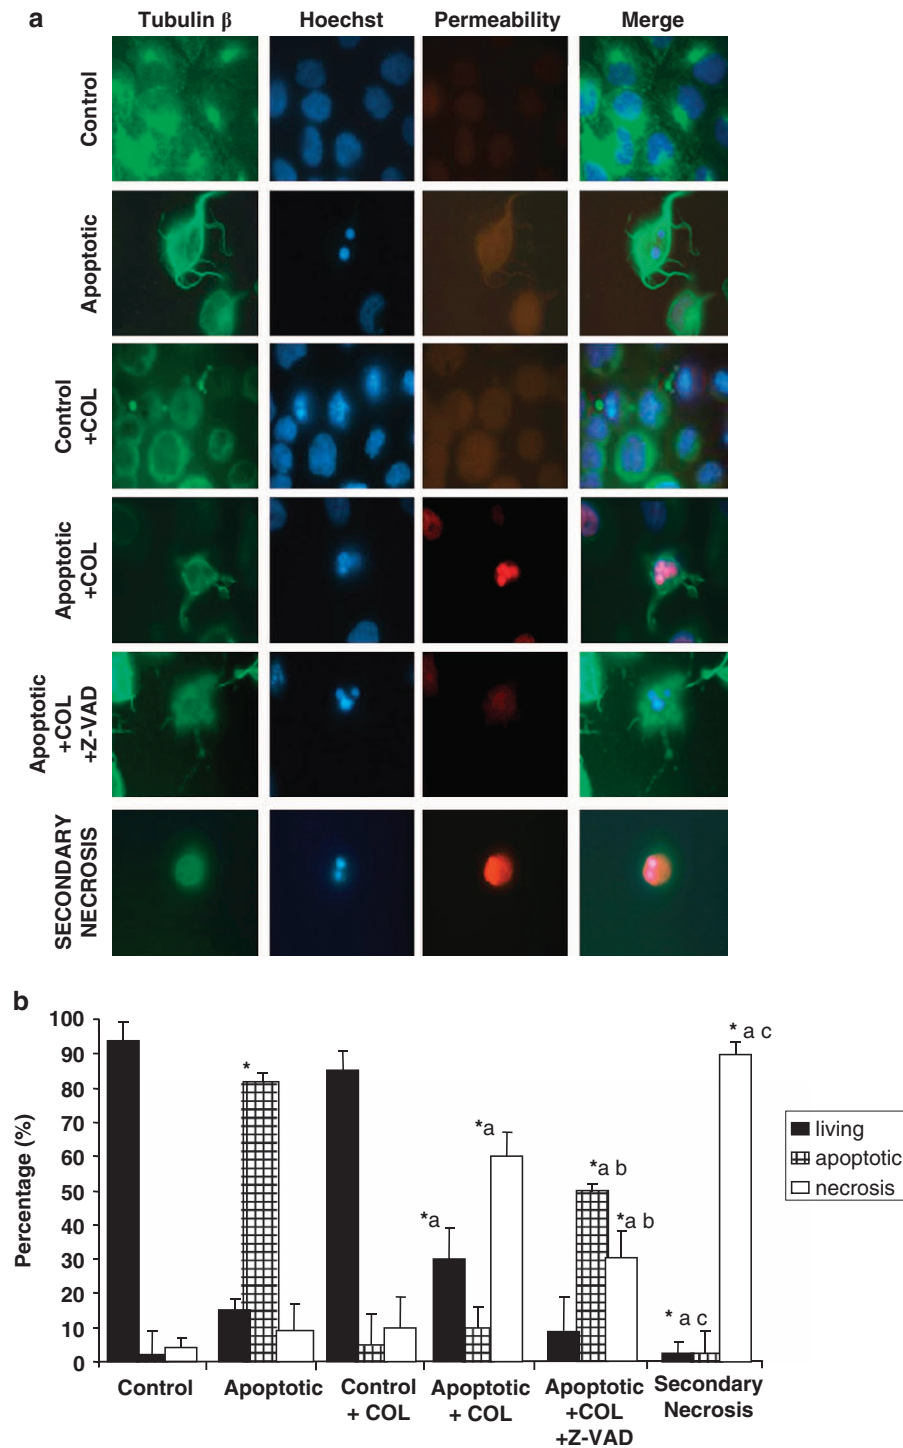 a
Tubulin β Hoechst Permeability Merge
Control
Apoptotic
Control
+COL
Apoptotic
+COL
Apoptotic
+COL
+Z-VAD
SECONDARY
NECROSIS
b
100
90
80
70
60
50
40
30
20
10
0
Percentage (%)
*
*a
*a
*a b
*a b
* a c
* a c
living
apoptotic
necrosis
Control
Apoptotic
Control
+ COL
Apoptotic
+ COL
Apoptotic
+COL
+Z-VAD
Secondary
Necrosis